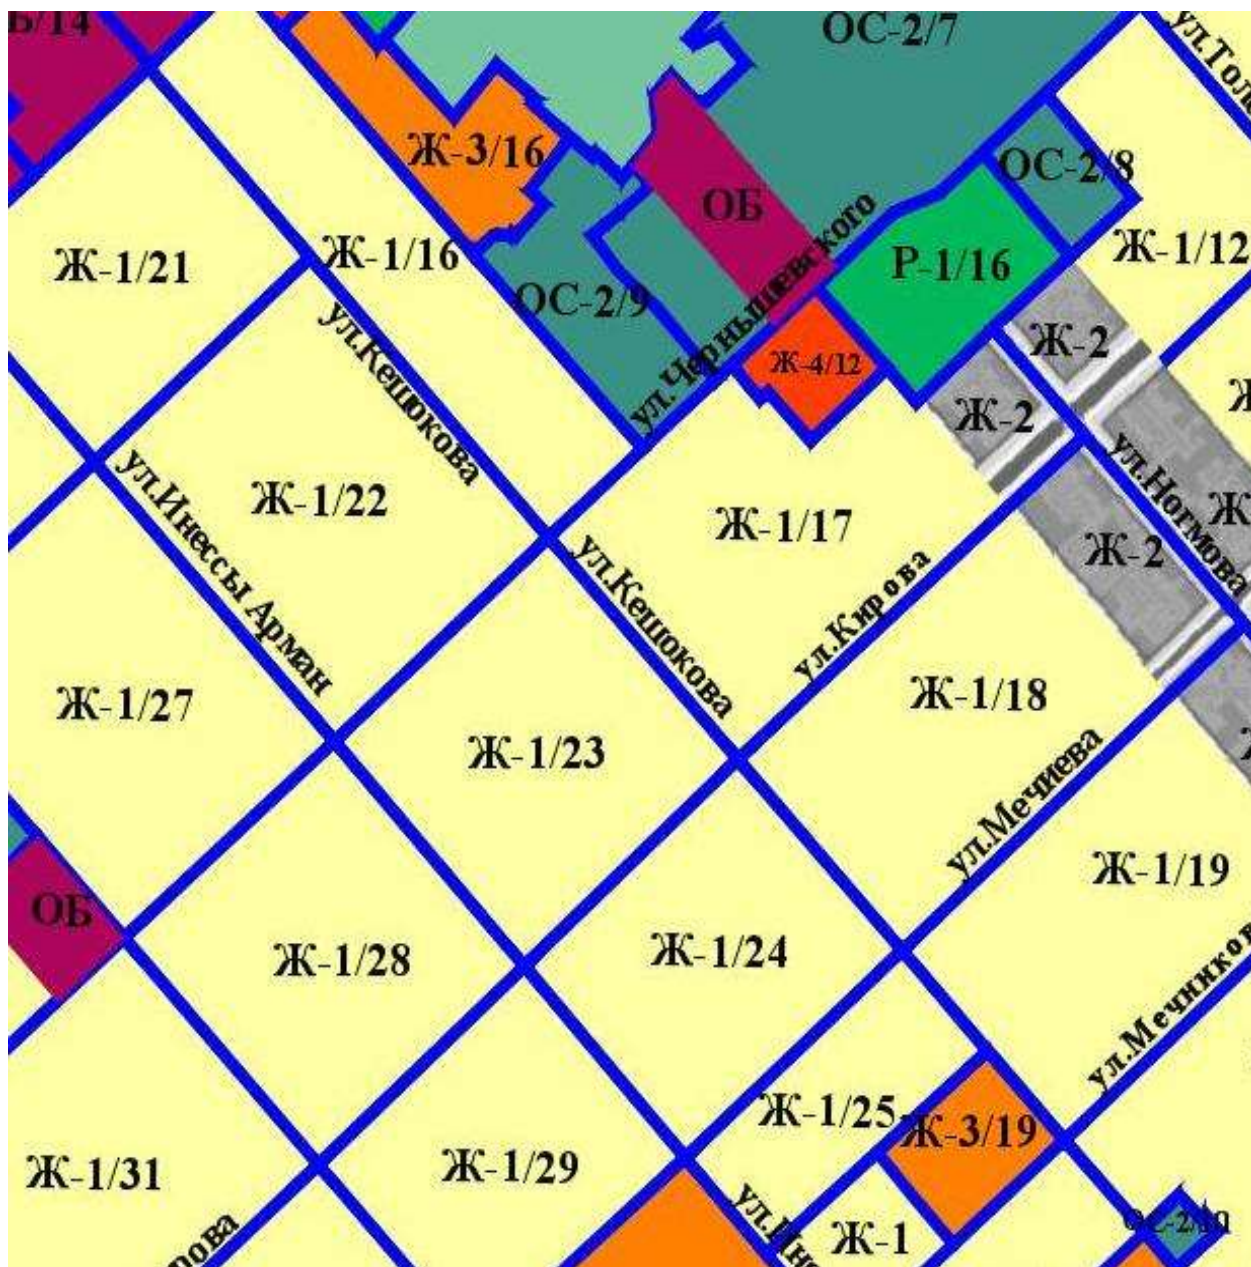 ОС-2/7
Ж-3/16
ОС-2/8
ОБ
Ж-1/21
Ж-1/16
Р-1/16
Ж-1/12
ОС-2/9
ул.Чернышевского
Ж-4/12
Ж-2
Ж-2
ул.Кешокова
ул.Инессы Арман
Ж-1/22
Ж-1/17
ул.Ногмова
Ж-2
ул.Кешокова
ул.Кирова
Ж-1/27
Ж-1/23
Ж-1/18
ул.Мечиева
Ж-1/19
ОБ
Ж-1/28
Ж-1/24
Ж-1/25
Ж-3/19
Ж-1/31
Ж-1/29
Ж-1